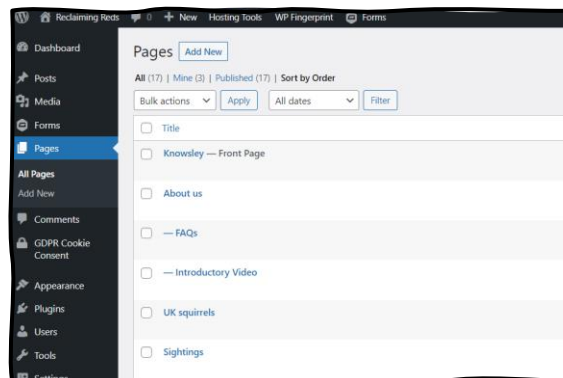 Reclaiming Reds 0 + New Hosting Tools WP Fingerprint Forms
Dashboard
Posts
Media
Forms
Pages
All Pages
Add New
Comments
GDPR Cookie
Consent
Appearance
Plugins
Users
Tools
Settings
Pages Add New
All (17) | Mine (3) | Published (17) | Sort by Order
Bulk actions Apply All dates Filter
Title
Knowsley — Front Page
About us
— FAQs
— Introductory Video
UK squirrels
Sightings